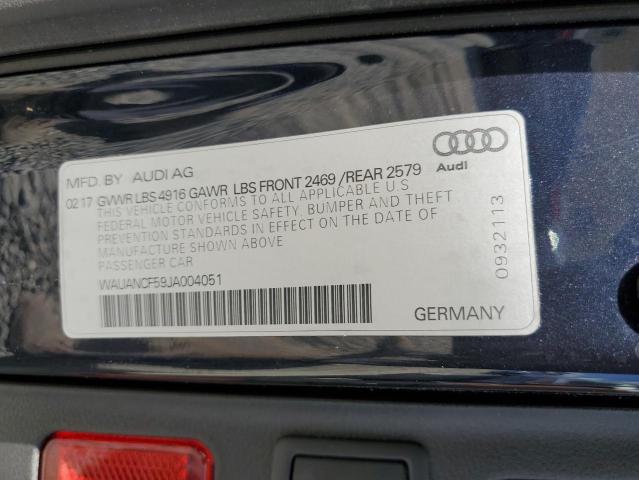 MFD. BY AUDI AG
Audi
02 17 GVWR LBS 4916 GAWR LBS FRONT 2469 /REAR 2579
THIS VEHICLE CONFORMS TO ALL APPLICABLE U.S
FEDERAL MOTOR VEHICLE SAFETY, BUMPER AND THEFT
PREVENTION STANDARDS IN EFFECT ON THE DATE OF
MANUFACTURE SHOWN ABOVE
PASSENGER CAR
WAUANCF59JA004051
GERMANY
0932113